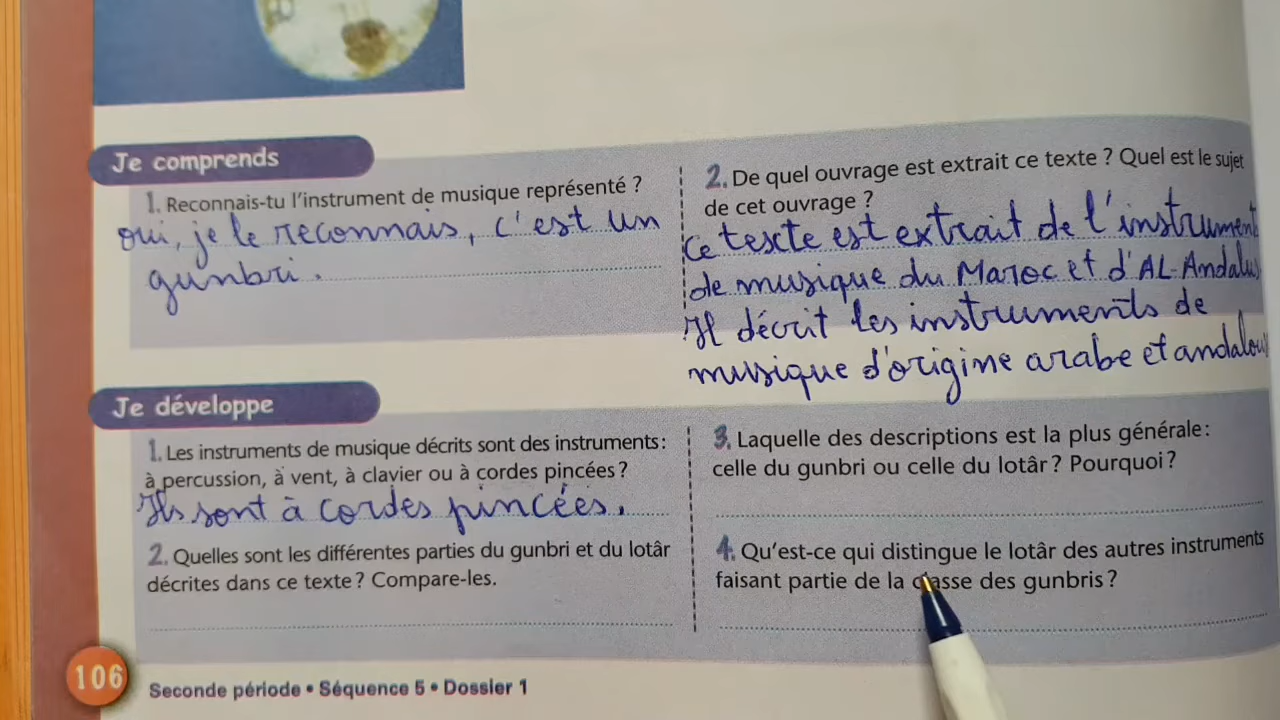 Je comprends
1. Reconnais-tu l'instrument de musique représenté ?
oui, je le reconnais, c'est un
gunbri.
2. De quel ouvrage est extrait ce texte ? Quel est le sujet
de cet ouvrage ?
ce texte est extrait de l'instrument
de musique du Maroc et d'AL-Andalus
Il décrit les instruments de
musique d'origine arabe et andalous
Je développe
1. Les instruments de musique décrits sont des instruments :
à percussion, à vent, à clavier ou à cordes pincées ?
Ils sont à cordes pincées.
2. Quelles sont les différentes parties du gunbri et du lotâr
décrites dans ce texte ? Compare-les.
3. Laquelle des descriptions est la plus générale :
celle du gunbri ou celle du lotâr ? Pourquoi ?
4. Qu'est-ce qui distingue le lotâr des autres instruments
faisant partie de la classe des gunbris ?
106
Seconde période • Séquence 5 • Dossier 1